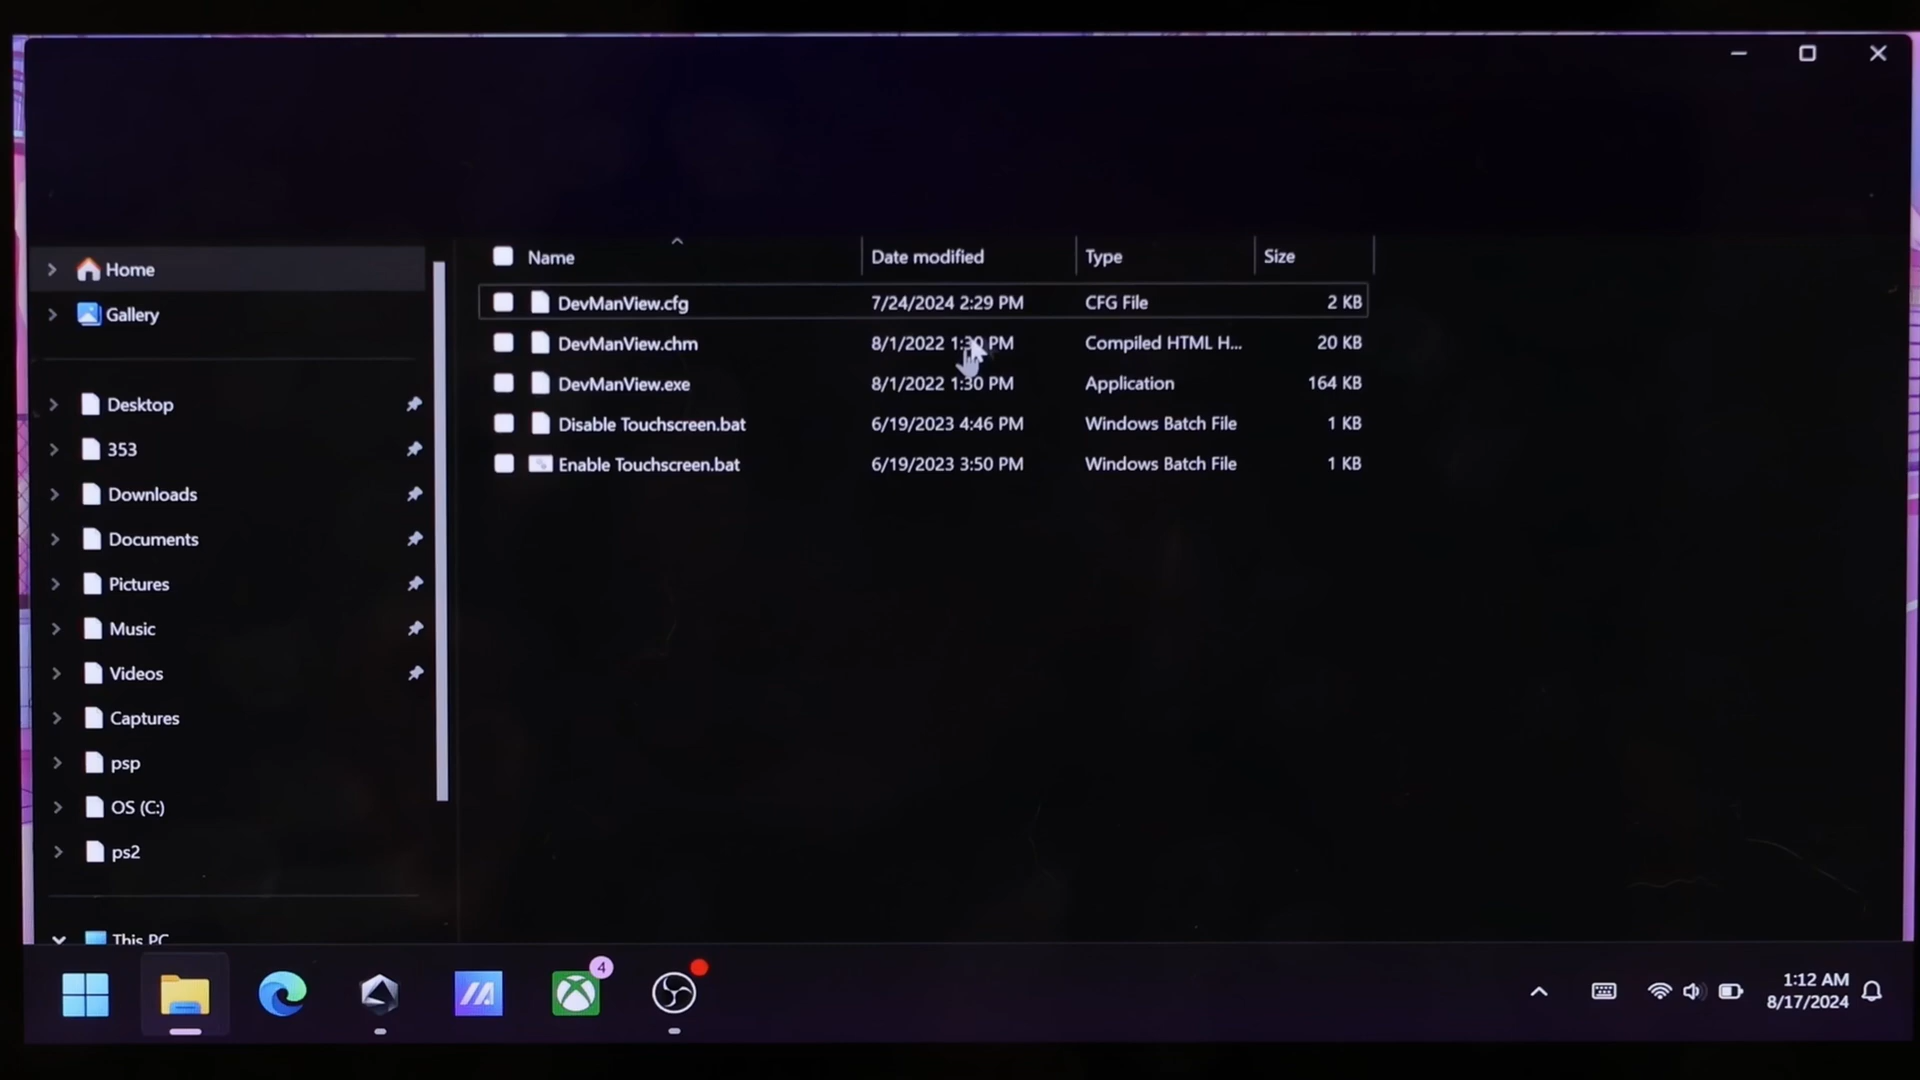 Name Date modified Type Size
Home
Gallery
DevManView.cfg 7/24/2024 2:29 PM CFG File 2 KB
DevManView.chm 8/1/2022 1:30 PM Compiled HTML H... 20 KB
DevManView.exe 8/1/2022 1:30 PM Application 164 KB
Disable Touchscreen.bat 6/19/2023 4:46 PM Windows Batch File 1 KB
Enable Touchscreen.bat 6/19/2023 3:50 PM Windows Batch File 1 KB
Desktop
353
Downloads
Documents
Pictures
Music
Videos
Captures
psp
OS (C:)
ps2
This PC
4
1:12 AM
8/17/2024